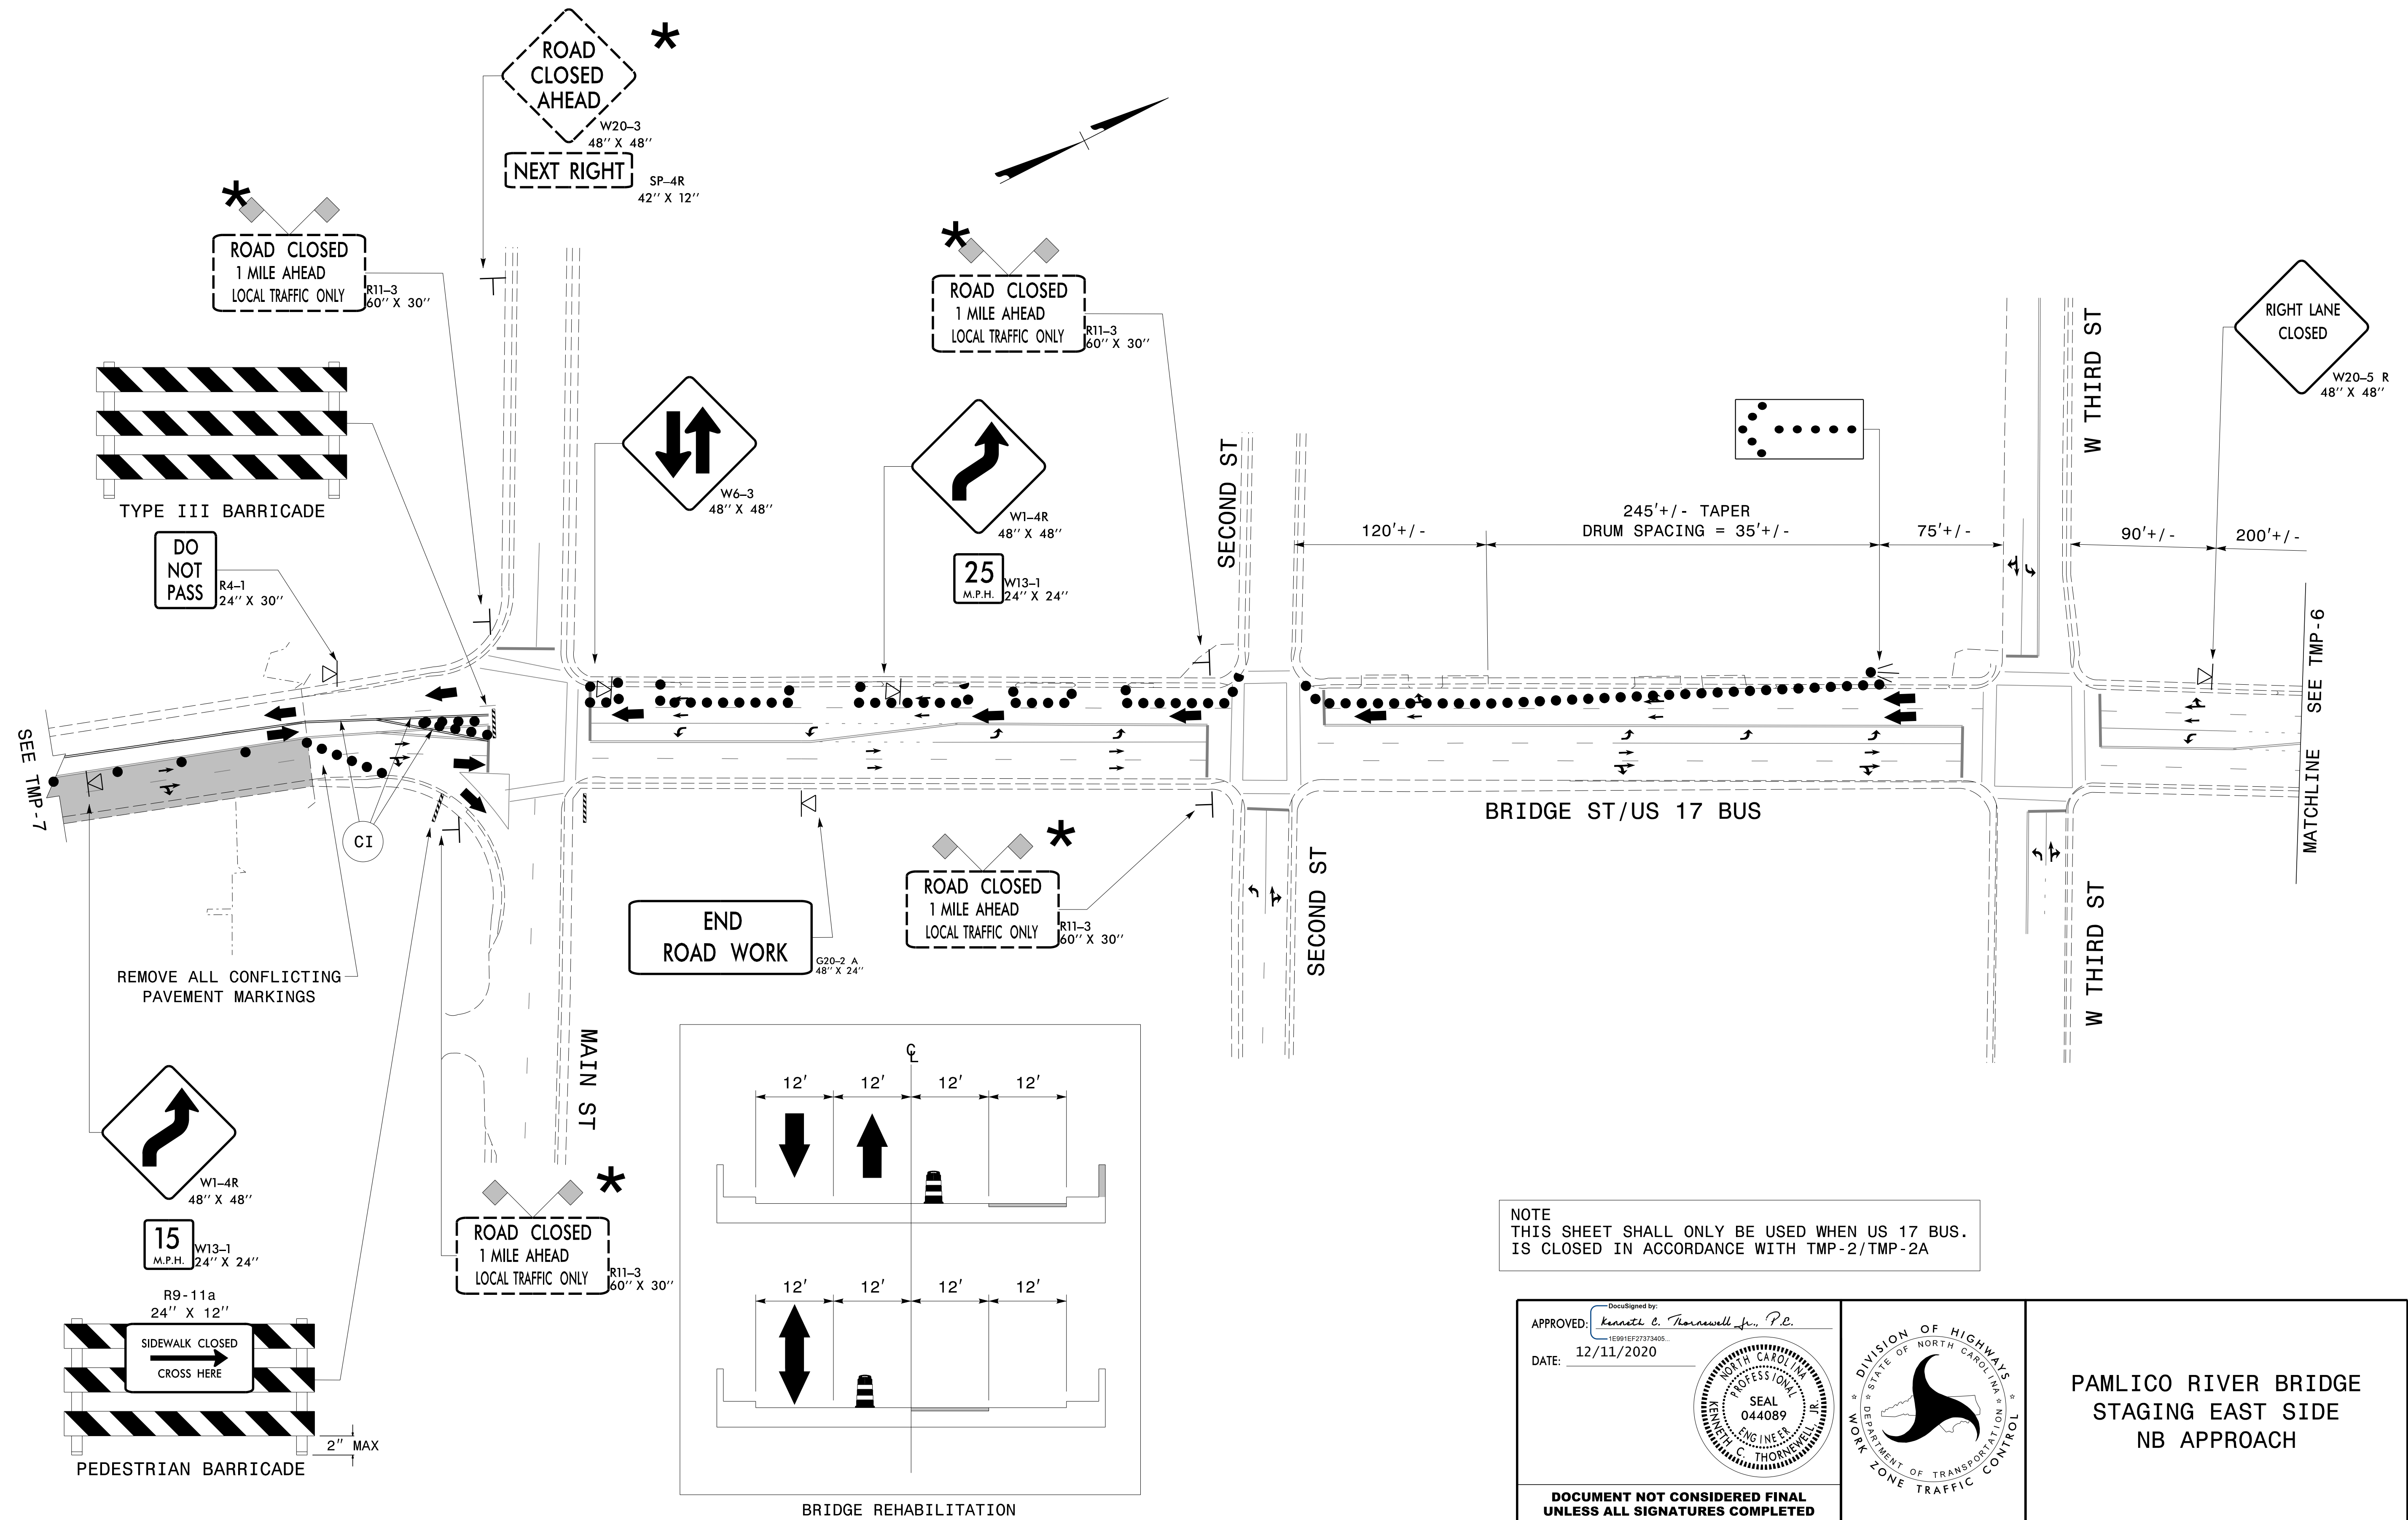 ROAD
CLOSED
AHEAD
W20-3
48'' X 48''
NEXT RIGHT
SP-4R
42'' X 12''
ROAD CLOSED
1 MILE AHEAD
LOCAL TRAFFIC ONLY
R11-3
60'' X 30''
ROAD CLOSED
1 MILE AHEAD
LOCAL TRAFFIC ONLY
R11-3
60'' X 30''
RIGHT LANE
CLOSED
W20-5 R
48'' X 48''
TYPE III BARRICADE
W6-3
48'' X 48''
W1-4R
48'' X 48''
25
M.P.H.
W13-1
24'' X 24''
SECOND ST
W THIRD ST
120'+/-
245'+/- TAPER
DRUM SPACING = 35'+/-
75'+/-
90'+/-
200'+/-
DO
NOT
PASS
R4-1
24'' X 30''
SEE TMP-7
MATCHLINE SEE TMP-6
BRIDGE ST/US 17 BUS
CI
REMOVE ALL CONFLICTING
PAVEMENT MARKINGS
END
ROAD WORK
G20-2 A
48'' X 24''
ROAD CLOSED
1 MILE AHEAD
LOCAL TRAFFIC ONLY
R11-3
60'' X 30''
SECOND ST
W THIRD ST
MAIN ST
W1-4R
48'' X 48''
15
M.P.H.
W13-1
24'' X 24''
R9-11a
24'' X 12''
SIDEWALK CLOSED
CROSS HERE
2'' MAX
PEDESTRIAN BARRICADE
ROAD CLOSED
1 MILE AHEAD
LOCAL TRAFFIC ONLY
R11-3
60'' X 30''
CL
12' 12' 12' 12'
12' 12' 12' 12'
BRIDGE REHABILITATION
NOTE
THIS SHEET SHALL ONLY BE USED WHEN US 17 BUS.
IS CLOSED IN ACCORDANCE WITH TMP-2/TMP-2A
DocuSigned by:
APPROVED: Kenneth C. Thornewell Jr., P.E.
1E991EF27373405...
DATE: 12/11/2020
NORTH CAROLINA
PROFESSIONAL
SEAL
044089
ENGINEER
KENNETH C. THORNEWELL, JR.
DOCUMENT NOT CONSIDERED FINAL
UNLESS ALL SIGNATURES COMPLETED
DIVISION OF HIGHWAYS
STATE OF NORTH CAROLINA
DEPARTMENT OF TRANSPORTATION
WORK ZONE TRAFFIC CONTROL
PAMLICO RIVER BRIDGE
STAGING EAST SIDE
NB APPROACH